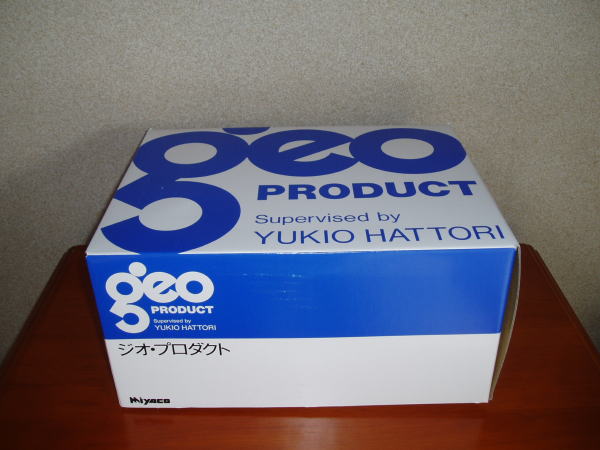 geo
PRODUCT
Supervised by
YUKIO HATTORI
geo
PRODUCT
Supervised by
YUKIO HATTORI
ジオ・プロダクト
Miyaco